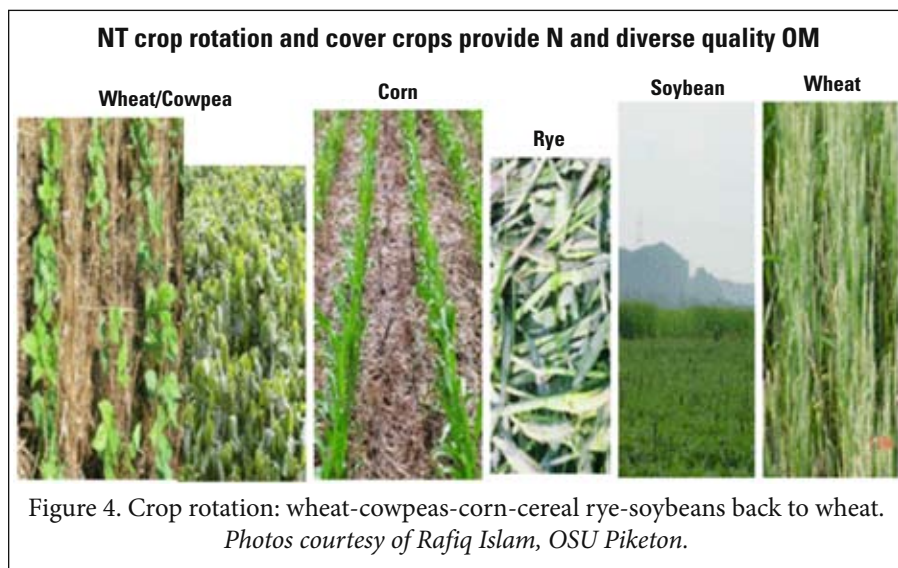 NT crop rotation and cover crops provide N and diverse quality OM
Wheat/Cowpea
Corn
Rye
Soybean
Wheat
Figure 4. Crop rotation: wheat-cowpeas-corn-cereal rye-soybeans back to wheat.
Photos courtesy of Rafiq Islam, OSU Piketon.